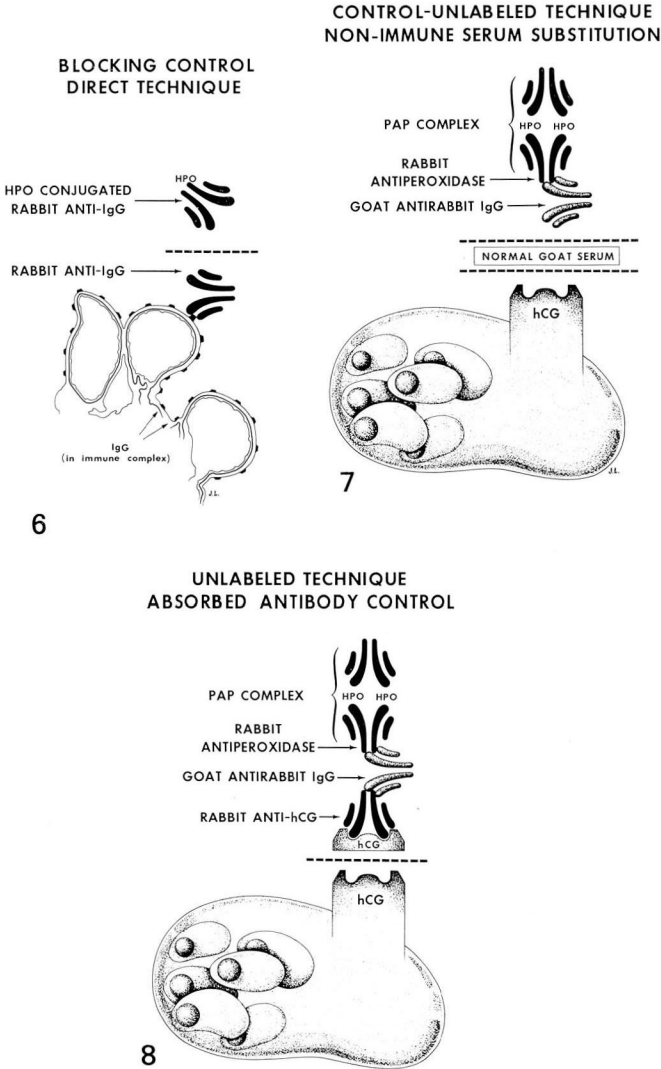 BLOCKING CONTROL
DIRECT TECHNIQUE
HPO
HPO CONJUGATED
RABBIT ANTI-IgG
RABBIT ANTI-IgG
IgG
(in immune complex)
J.L.
6
CONTROL-UNLABELED TECHNIQUE
NON-IMMUNE SERUM SUBSTITUTION
PAP COMPLEX
HPO HPO
RABBIT
ANTIPEROXIDASE
GOAT ANTIRABBIT IgG
NORMAL GOAT SERUM
hCG
J.L.
7
UNLABELED TECHNIQUE
ABSORBED ANTIBODY CONTROL
PAP COMPLEX
HPO HPO
RABBIT
ANTIPEROXIDASE
GOAT ANTIRABBIT IgG
RABBIT ANTI-hCG
hCG
hCG
8